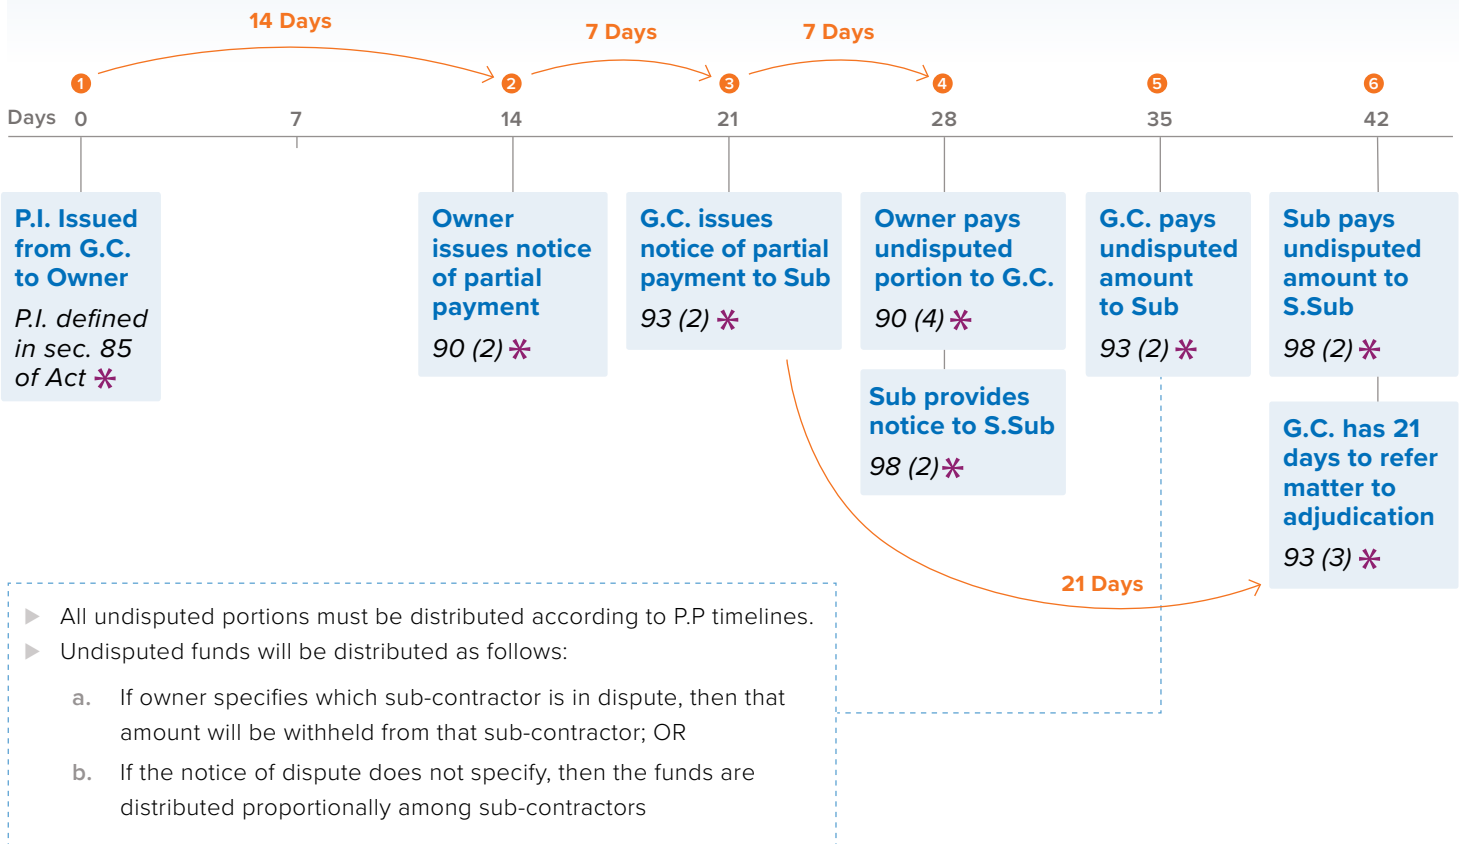 14 Days
7 Days
7 Days
1
2
3
4
5
6
Days 0 7 14 21 28 35 42
P.I. Issued
from G.C.
to Owner
P.I. defined
in sec. 85
of Act *
Owner
issues notice
of partial
payment
90 (2) *
G.C. issues
notice of partial
payment to Sub
93 (2) *
Owner pays
undisputed
portion to G.C.
90 (4) *
Sub provides
notice to S.Sub
98 (2) *
G.C. pays
undisputed
amount
to Sub
93 (2) *
Sub pays
undisputed
amount to
S.Sub
98 (2) *
G.C. has 21
days to refer
matter to
adjudication
93 (3) *
21 Days
All undisputed portions must be distributed according to P.P timelines.
Undisputed funds will be distributed as follows:
a. If owner specifies which sub-contractor is in dispute, then that
amount will be withheld from that sub-contractor; OR
b. If the notice of dispute does not specify, then the funds are
distributed proportionally among sub-contractors